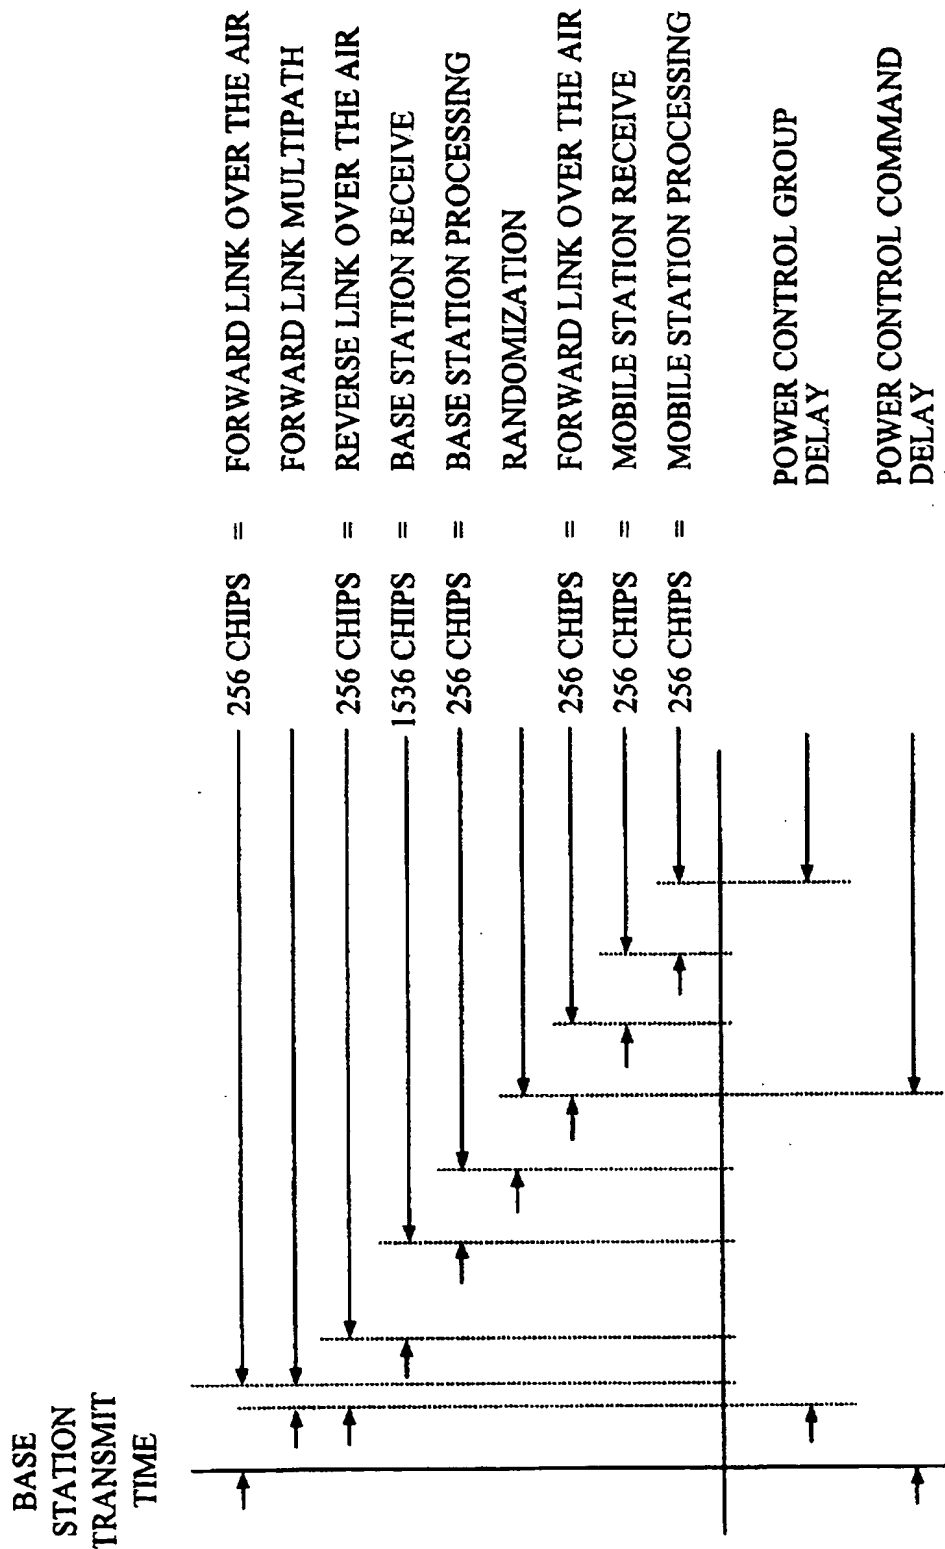 BASE
STATION
TRANSMIT
TIME
256 CHIPS = FORWARD LINK OVER THE AIR
FORWARD LINK MULTIPATH
256 CHIPS = REVERSE LINK OVER THE AIR
1536 CHIPS = BASE STATION RECEIVE
256 CHIPS = BASE STATION PROCESSING
RANDOMIZATION
256 CHIPS = FORWARD LINK OVER THE AIR
256 CHIPS = MOBILE STATION RECEIVE
256 CHIPS = MOBILE STATION PROCESSING
POWER CONTROL GROUP
DELAY
POWER CONTROL COMMAND
DELAY